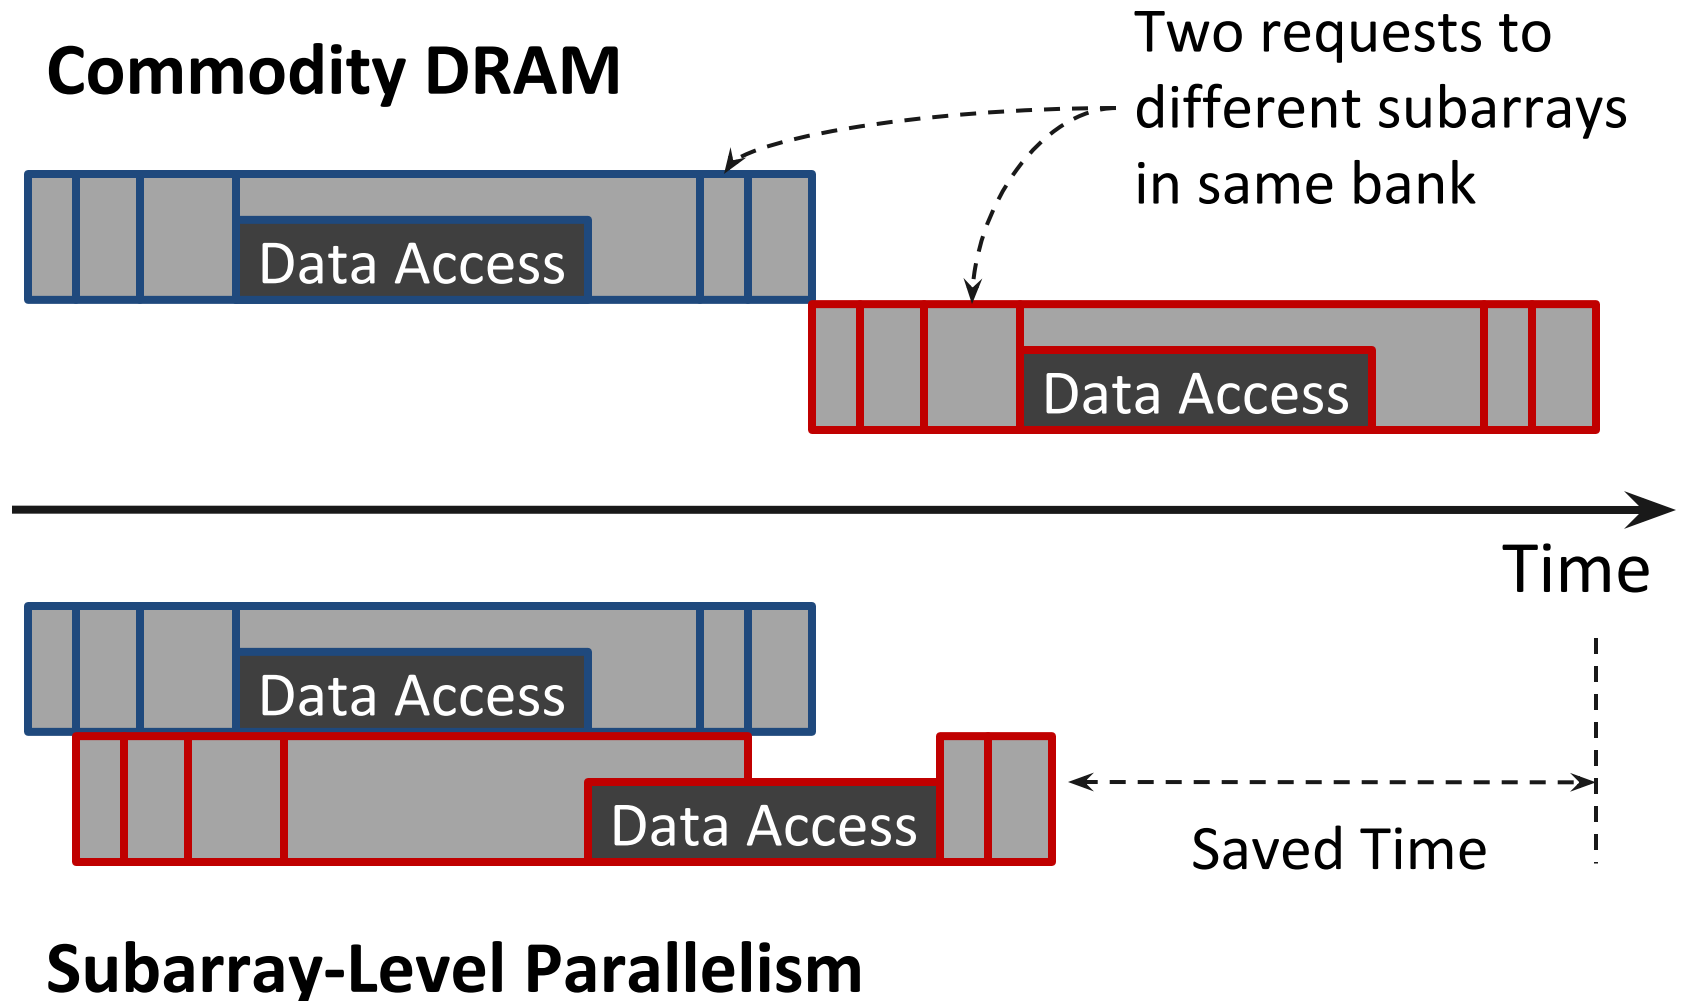 Commodity DRAM
Two requests to
different subarrays
in same bank
Data Access
Data Access
Time
Data Access
Data Access
Saved Time
Subarray-Level Parallelism